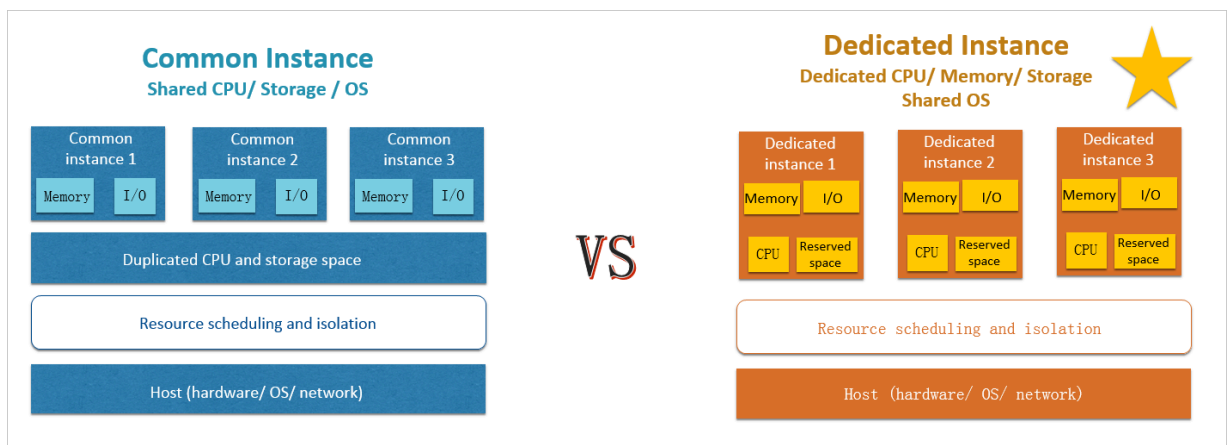 Common Instance
Shared CPU/ Storage / OS
Common
instance 1
Memory
I/O
Common
instance 2
Memory
I/O
Common
instance 3
Memory
I/O
Duplicated CPU and storage space
Resource scheduling and isolation
Host (hardware/ OS/ network)
VS
Dedicated Instance
Dedicated CPU/ Memory/ Storage
Shared OS
Dedicated
instance 1
Memory
I/O
CPU
Reserved
space
Dedicated
instance 2
Memory
I/O
CPU
Reserved
space
Dedicated
instance 3
Memory
I/O
CPU
Reserved
space
Resource scheduling and isolation
Host (hardware/ OS/ network)